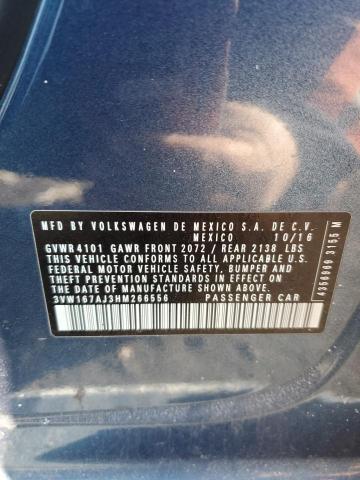 MFD BY VOLKSWAGEN DE MEXICO S.A. DE C.V.
MEXICO 10/16
GVWR 4101 GAWR FRONT 2072 / REAR 2138 LBS
THIS VEHICLE CONFORMS TO ALL APPLICABLE U.S.
FEDERAL MOTOR VEHICLE SAFETY, BUMPER AND
THEFT PREVENTION STANDARDS IN EFFECT ON
THE DATE OF MANUFACTURE SHOWN ABOVE.
3VW167AJ3HM266556 PASSENGER CAR
4356969 3155 M